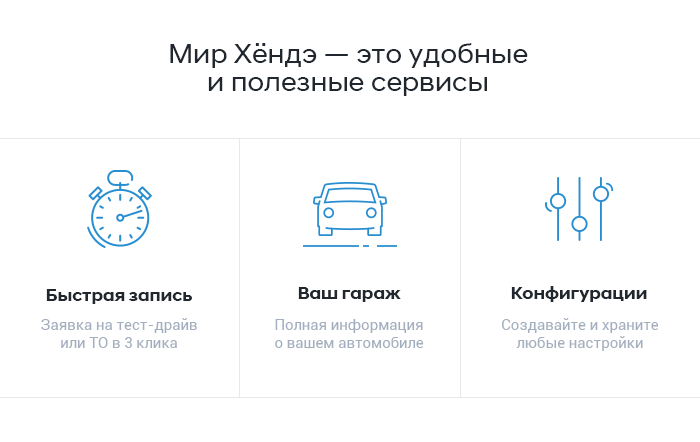 Мир Хёндэ — это удобные
и полезные сервисы
Быстрая запись
Заявка на тест-драйв
или ТО в 3 клика
Ваш гараж
Полная информация
о вашем автомобиле
Конфигурации
Создавайте и храните
любые настройки